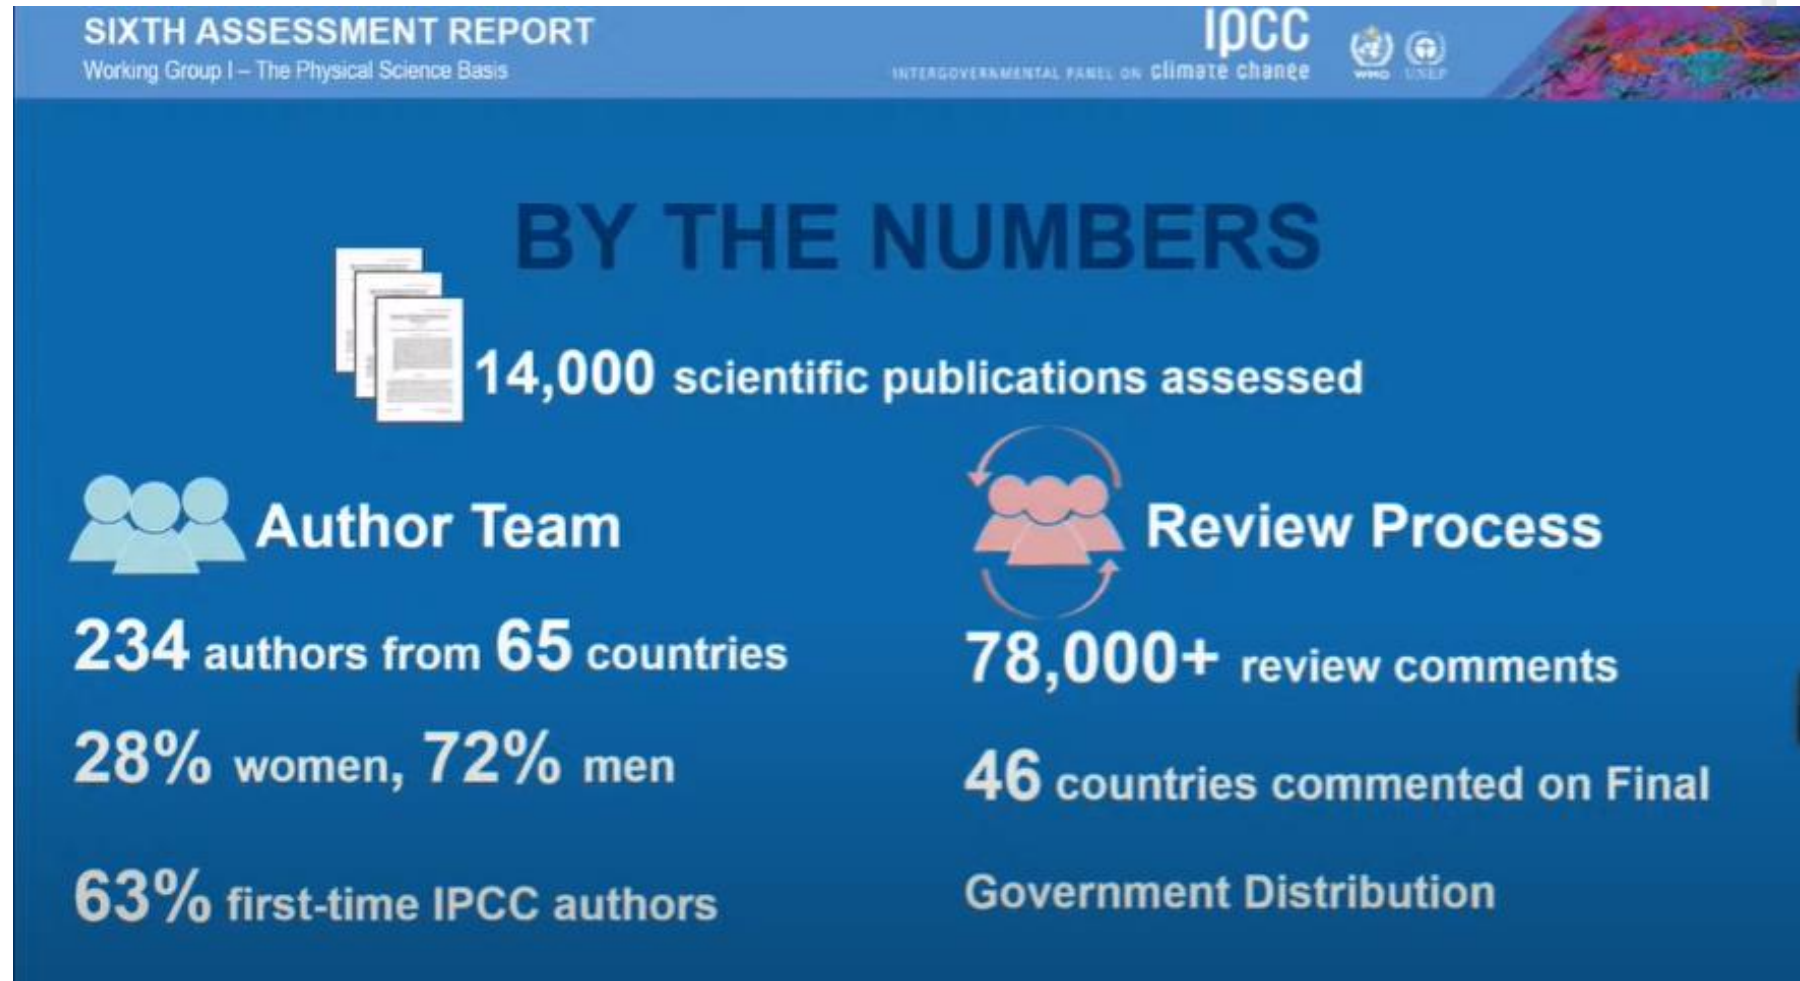 SIXTH ASSESSMENT REPORT
Working Group I – The Physical Science Basis
ipcc
INTERGOVERNMENTAL PANEL ON climate change
WMO
UNEP
BY THE NUMBERS
14,000 scientific publications assessed
Author Team
234 authors from 65 countries
28% women, 72% men
63% first-time IPCC authors
Review Process
78,000+ review comments
46 countries commented on Final
Government Distribution